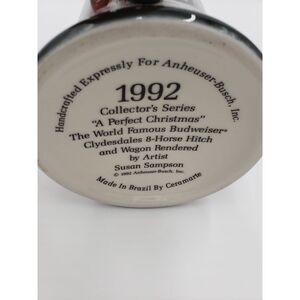 Handcrafted Expressly For Anheuser-Busch, Inc.
1992
Collector's Series
"A Perfect Christmas"
The World Famous Budweiser®
Clydesdales 8-Horse Hitch
and Wagon Rendered
by Artist
Susan Sampson
© 1992 Anheuser-Busch, Inc.
Made In Brazil By Ceramarte